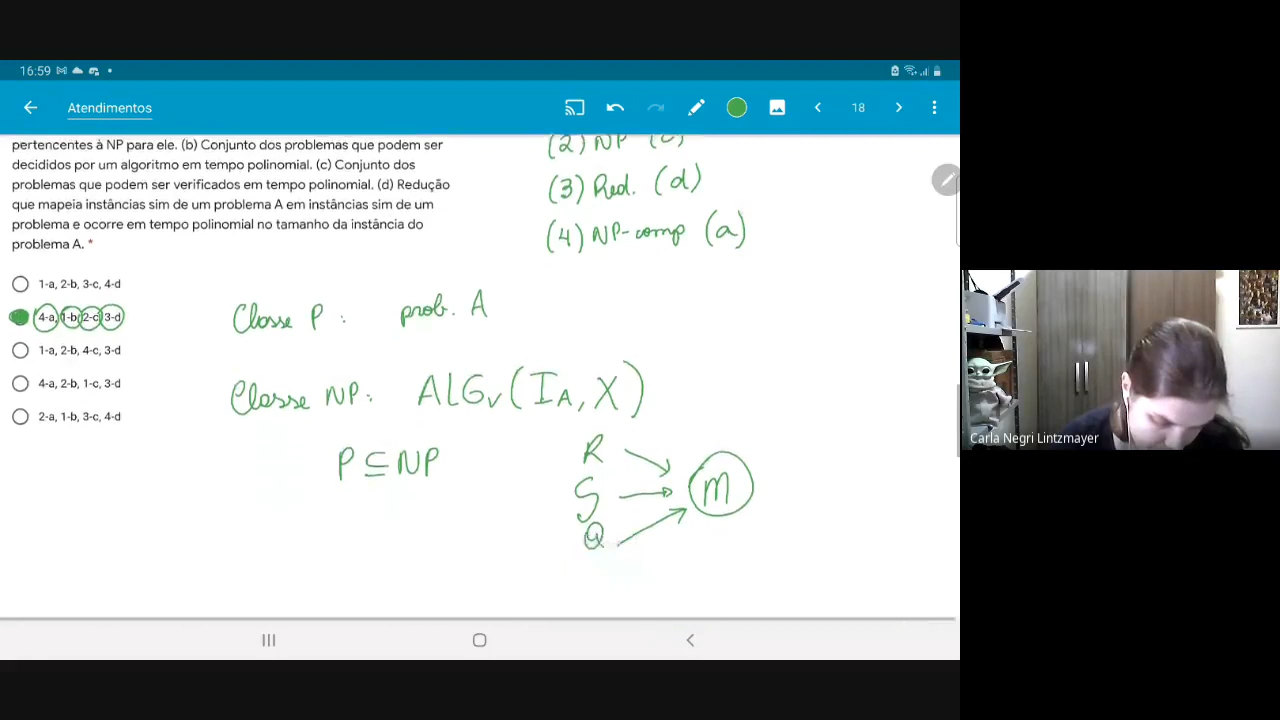 16:59
Atendimentos
18
pertencentes à NP para ele. (b) Conjunto dos problemas que podem ser
decididos por um algoritmo em tempo polinomial. (c) Conjunto dos
problemas que podem ser verificados em tempo polinomial. (d) Redução
que mapeia instâncias sim de um problema A em instâncias sim de um
problema e ocorre em tempo polinomial no tamanho da instância do
problema A. *
(2) NP (c)
(3) Red. (d)
(4) NP-comp (a)
1-a, 2-b, 3-c, 4-d
4-a, 1-b, 2-c, 3-d
1-a, 2-b, 4-c, 3-d
4-a, 2-b, 1-c, 3-d
2-a, 1-b, 3-c, 4-d
Classe P: prob. A
Classe NP: ALGv(IA, X)
P ⊆ NP
R
S
Q
M
Carla Negri Lintzmayer